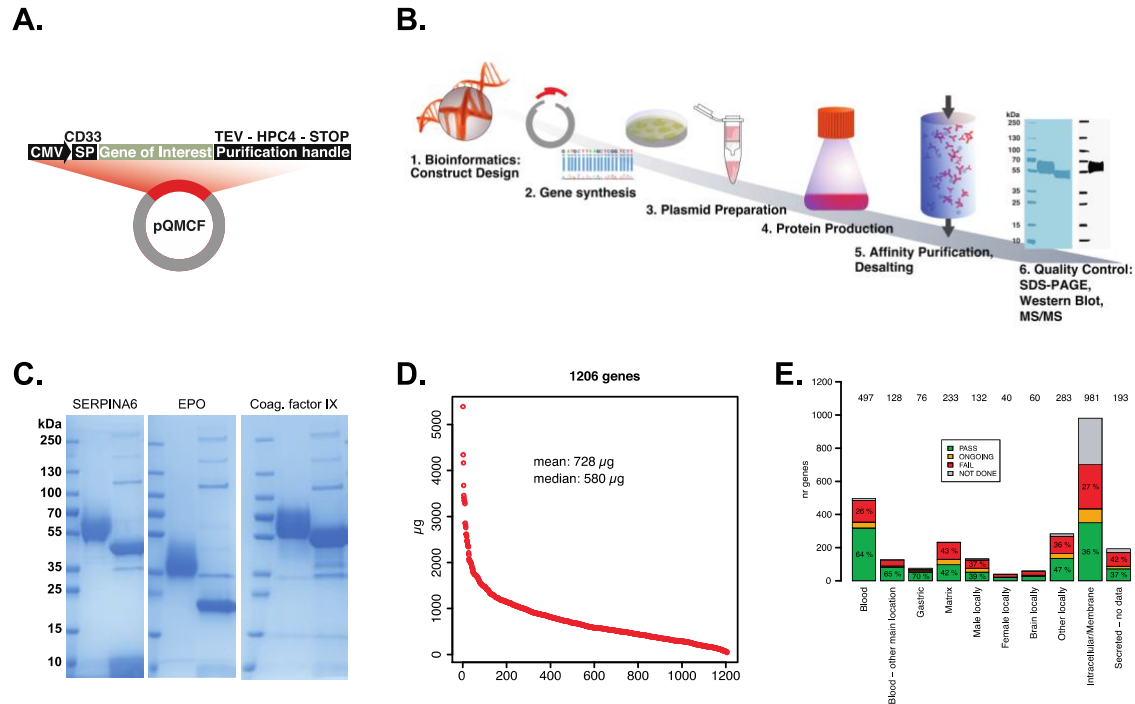 A.
CD33
TEV - HPC4 - STOP
CMV SP Gene of Interest Purification handle
pQMCF
B.
1. Bioinformatics:
Construct Design
2. Gene synthesis
3. Plasmid Preparation
4. Protein Production
5. Affinity Purification,
Desalting
kDa
250
130
100
70
55
35
25
15
10
6. Quality Control:
SDS-PAGE,
Western Blot,
MS/MS
C.
SERPINA6 EPO Coag. factor IX
kDa
250
130
100
70
55
35
25
15
10
D.
1206 genes
mean: 728 µg
median: 580 µg
µg
5000
4000
3000
2000
1000
0
0 200 400 600 800 1000 1200
E.
1200
1000
800
600
400
200
0
nr genes
497 128 76 233 132 40 60 283 981 193
PASS
ONGOING
FAIL
NOT DONE
26 %
64 %
65 %
70 %
43 %
42 %
37 %
39 %
36 %
47 %
27 %
36 %
42 %
37 %
Blood
Blood – other main location
Gastric
Matrix
Male locally
Female locally
Brain locally
Other locally
Intracellular/Membrane
Secreted – no data